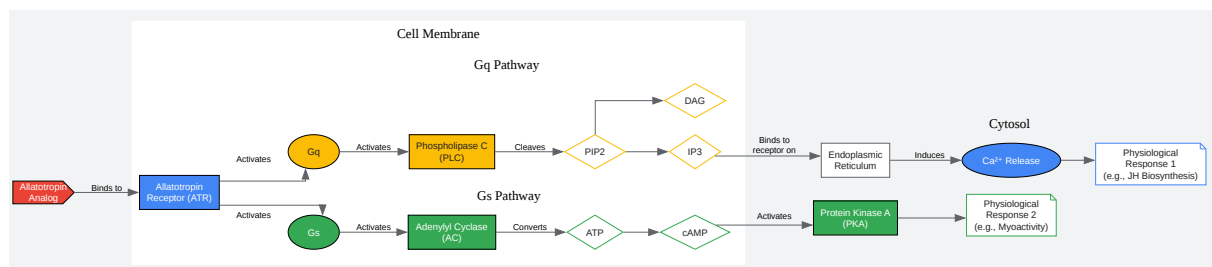 Cell Membrane
Gq Pathway
DAG
Cytosol
Gq
Activates
Activates
Phospholipase C
(PLC)
Cleaves
PIP2
IP3
Binds to
receptor on
Endoplasmic
Reticulum
Induces
Ca²⁺ Release
Physiological
Response 1
(e.g., JH Biosynthesis)
Allatotropin
Analog
Binds to
Allatotropin
Receptor (ATR)
Gs Pathway
Activates
Gs
Activates
Adenylyl Cyclase
(AC)
Converts
ATP
cAMP
Activates
Protein Kinase A
(PKA)
Physiological
Response 2
(e.g., Myoactivity)